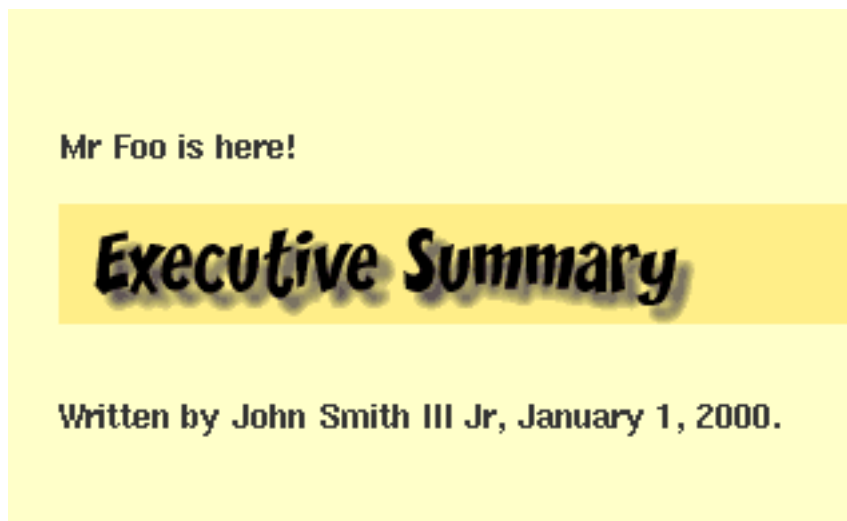 Mr Foo is here!
Executive Summary
Written by John Smith III Jr, January 1, 2000.